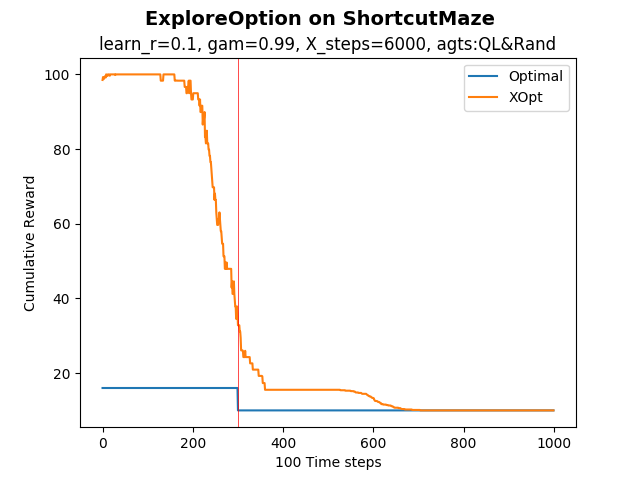 ExploreOption on ShortcutMaze
learn_r=0.1, gam=0.99, X_steps=6000, agts:QL&Rand
Optimal
XOpt
Cumulative Reward
100
80
60
40
20
0
200
400
600
800
1000
100 Time steps